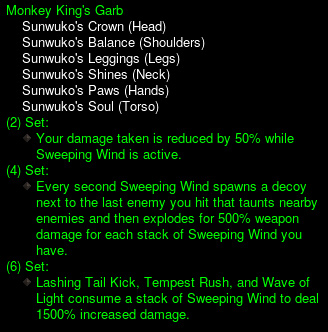 Monkey King's Garb
Sunwuko's Crown (Head)
Sunwuko's Balance (Shoulders)
Sunwuko's Leggings (Legs)
Sunwuko's Shines (Neck)
Sunwuko's Paws (Hands)
Sunwuko's Soul (Torso)
(2) Set:
Your damage taken is reduced by 50% while
Sweeping Wind is active.
(4) Set:
Every second Sweeping Wind spawns a decoy
next to the last enemy you hit that taunts nearby
enemies and then explodes for 500% weapon
damage for each stack of Sweeping Wind you
have.
(6) Set:
Lashing Tail Kick, Tempest Rush, and Wave of
Light consume a stack of Sweeping Wind to deal
1500% increased damage.